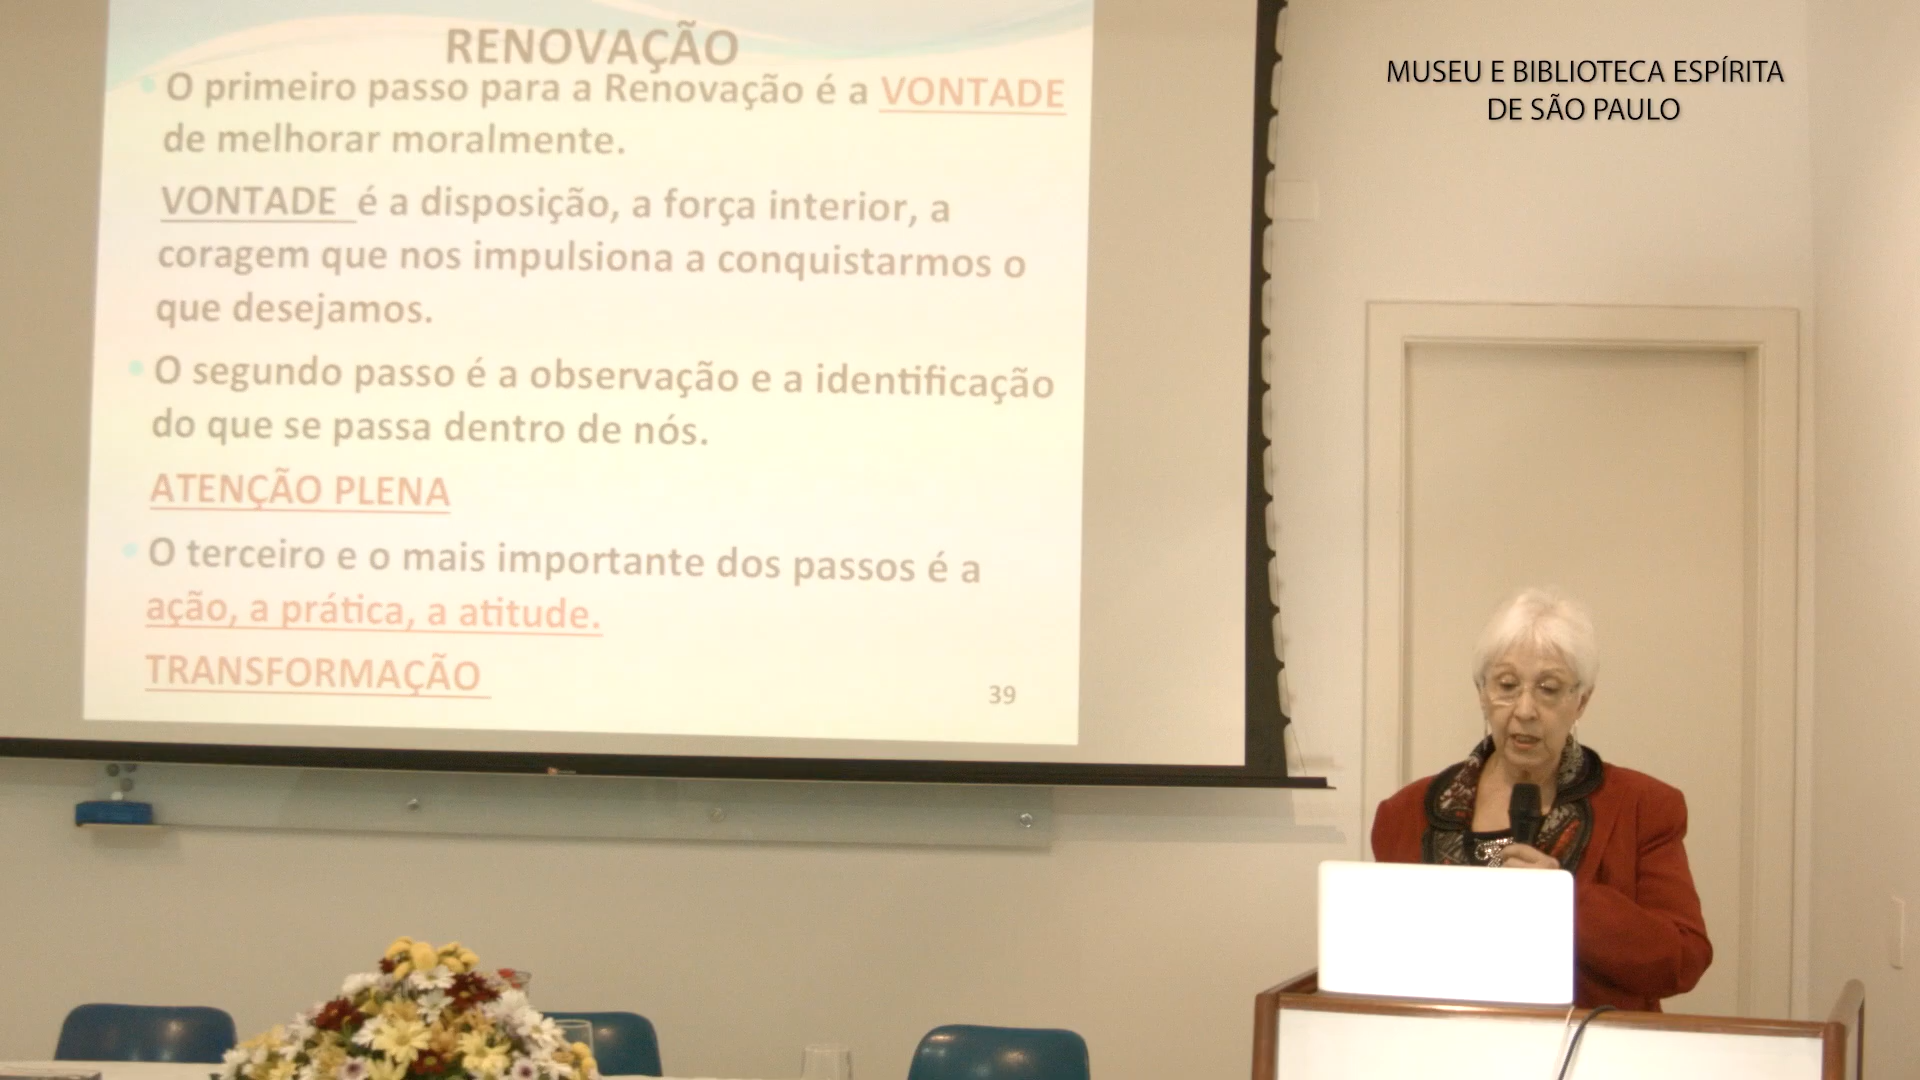 RENOVAÇÃO
O primeiro passo para a Renovação é a VONTADE
de melhorar moralmente.
VONTADE é a disposição, a força interior, a
coragem que nos impulsiona a conquistarmos o
que desejamos.
O segundo passo é a observação e a identificação
do que se passa dentro de nós.
ATENÇÃO PLENA
O terceiro e o mais importante dos passos é a
ação, a prática, a atitude.
TRANSFORMAÇÃO
39
MUSEU E BIBLIOTECA ESPÍRITA
DE SÃO PAULO